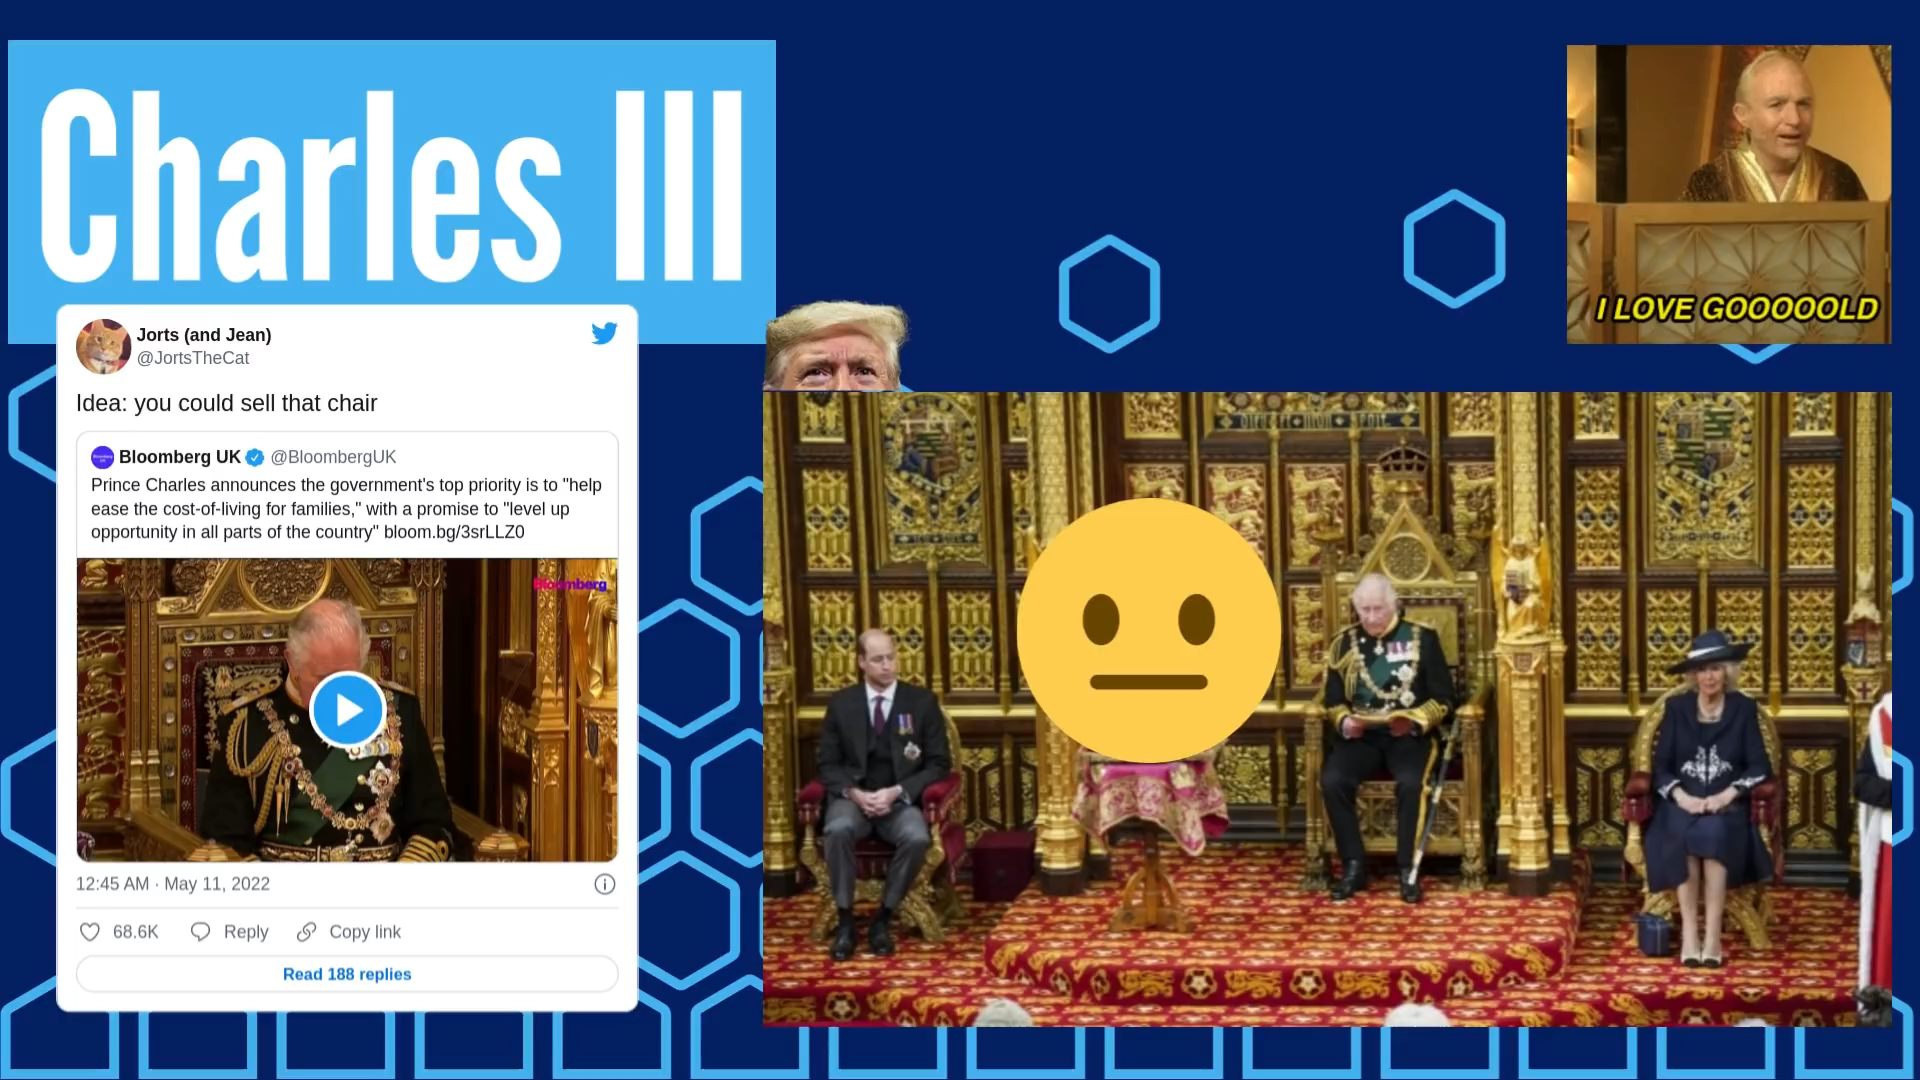 Charles III
I LOVE GOOOOOLD
Jorts (and Jean)
@JortsTheCat
Idea: you could sell that chair
Bloomberg UK @BloombergUK
Prince Charles announces the government's top priority is to "help
ease the cost-of-living for families," with a promise to "level up
opportunity in all parts of the country" bloom.bg/3srLLZ0
Bloomberg
12:45 AM · May 11, 2022
68.6K Reply Copy link
Read 188 replies